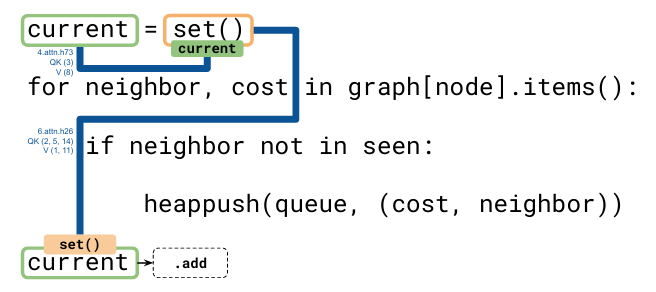 current = set()
current
4.attn.h73
QK (3)
V (8)
for neighbor, cost in graph[node].items():
6.attn.h26
QK (2, 5, 14)
V (1, 11)
if neighbor not in seen:
heappush(queue, (cost, neighbor))
set()
current .add